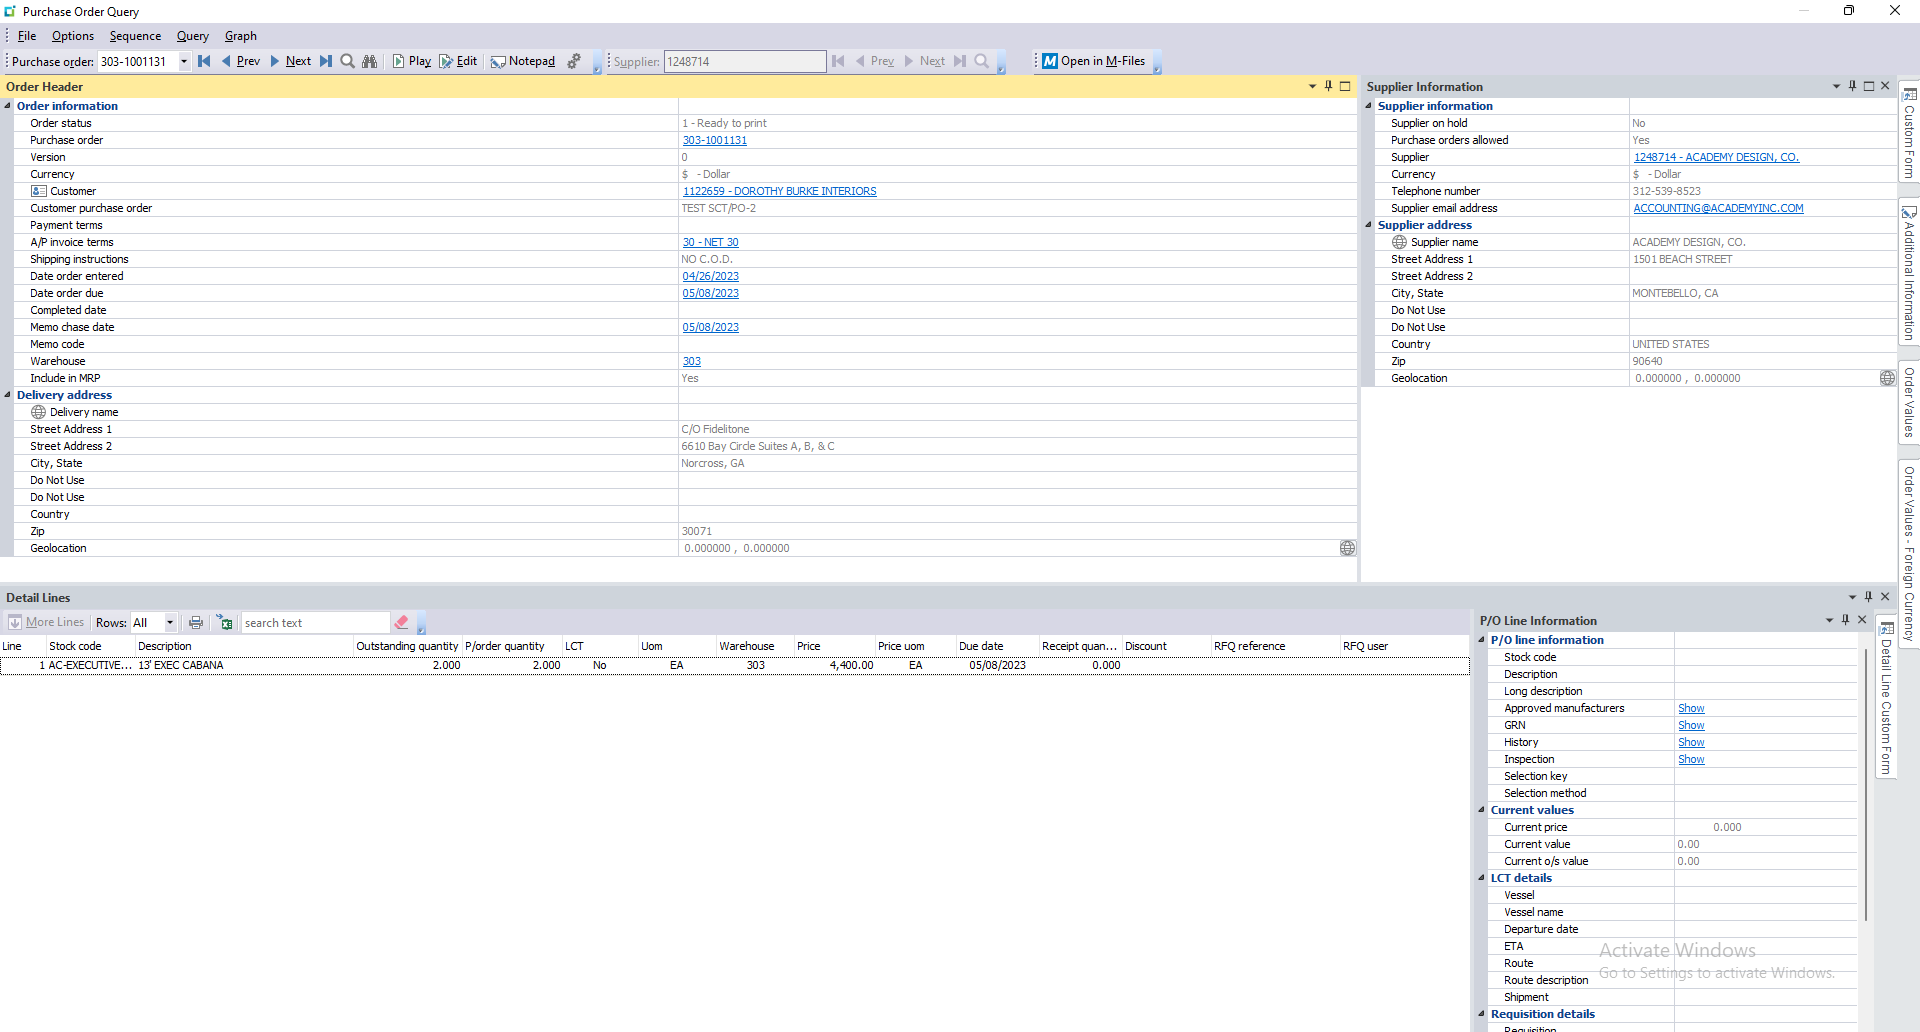 Purchase Order Query
File Options Sequence Query Graph
Purchase order: 303-1001131 Prev Next Play Edit Notepad Supplier: 1248714 Prev Next Open in M-Files
Order Header
Order information
Order status 1 - Ready to print
Purchase order 303-1001131
Version 0
Currency $ - Dollar
Customer 1122659 - DOROTHY BURKE INTERIORS
Customer purchase order TEST SCT/PO-2
Payment terms
A/P invoice terms 30 - NET 30
Shipping instructions NO C.O.D.
Date order entered 04/26/2023
Date order due 05/08/2023
Completed date
Memo chase date 05/08/2023
Memo code
Warehouse 303
Include in MRP Yes
Delivery address
Delivery name
Street Address 1 C/O Fidelitone
Street Address 2 6610 Bay Circle Suites A, B, & C
City, State Norcross, GA
Do Not Use
Do Not Use
Country
Zip 30071
Geolocation 0.000000 , 0.000000
Supplier Information
Supplier information
Supplier on hold No
Purchase orders allowed Yes
Supplier 1248714 - ACADEMY DESIGN, CO.
Currency $ - Dollar
Telephone number 312-539-8523
Supplier email address ACCOUNTING@ACADEMYINC.COM
Supplier address
Supplier name ACADEMY DESIGN, CO.
Street Address 1 1501 BEACH STREET
Street Address 2
City, State MONTEBELLO, CA
Do Not Use
Do Not Use
Country UNITED STATES
Zip 90640
Geolocation 0.000000 , 0.000000
Custom Form
Additional Information
Order Values
Order Values - Foreign Currency
Detail Lines
More Lines Rows: All search text
Line Stock code Description Outstanding quantity P/order quantity LCT Uom Warehouse Price Price uom Due date Receipt quan... Discount RFQ reference RFQ user
1 AC-EXECUTIVE... 13' EXEC CABANA 2.000 2.000 No EA 303 4,400.00 EA 05/08/2023 0.000
P/O Line Information
P/O line information
Stock code
Description
Long description
Approved manufacturers Show
GRN Show
History Show
Inspection Show
Selection key
Selection method
Current values
Current price 0.000
Current value 0.00
Current o/s value 0.00
LCT details
Vessel
Vessel name
Departure date
ETA
Route
Route description
Shipment
Requisition details
Requisition
Detail Line Custom Form
Activate Windows
Go to Settings to activate Windows.